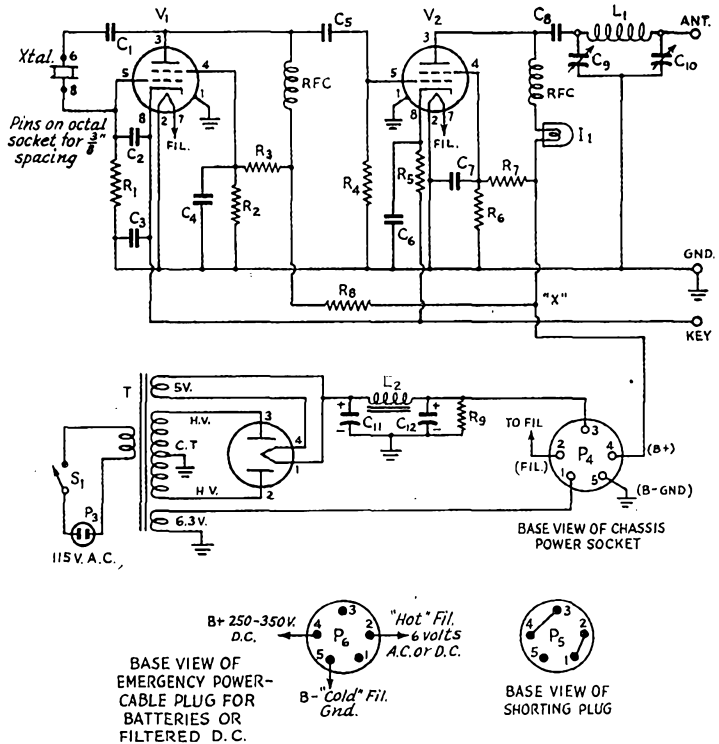 V1
V2
C5
C8
L1
ANT.
C1
3
3
C9
C10
Xtal.
6
8
5
4
1
8
2
7
RFC
5
4
1
8
2
7
RFC
I1
FIL.
Pins on octal
socket for 3/8"
spacing
C2
R1
C3
C4
R3
R2
R4
R5
C6
C7
R7
R6
GND.
R8
"X"
KEY
T
5V.
L2
H.V.
3
+
+
C11
C12
R9
-
-
C.T
4
1
TO FIL
3
2
P4
4
(B+)
(FIL.)
1
5
(B-GND)
S1
H V.
2
P3
6.3V.
115 V. A.C.
BASE VIEW OF CHASSIS
POWER SOCKET
B+ 250-350V.
D.C.
3
4
P6
2
5
1
"Hot" Fil.
6 volts
A.C. or D.C.
B-"Cold" Fil.
Gnd.
BASE VIEW OF
EMERGENCY POWER-
CABLE PLUG FOR
BATTERIES OR
FILTERED D.C.
3
4
2
P5
5
1
BASE VIEW OF
SHORTING PLUG